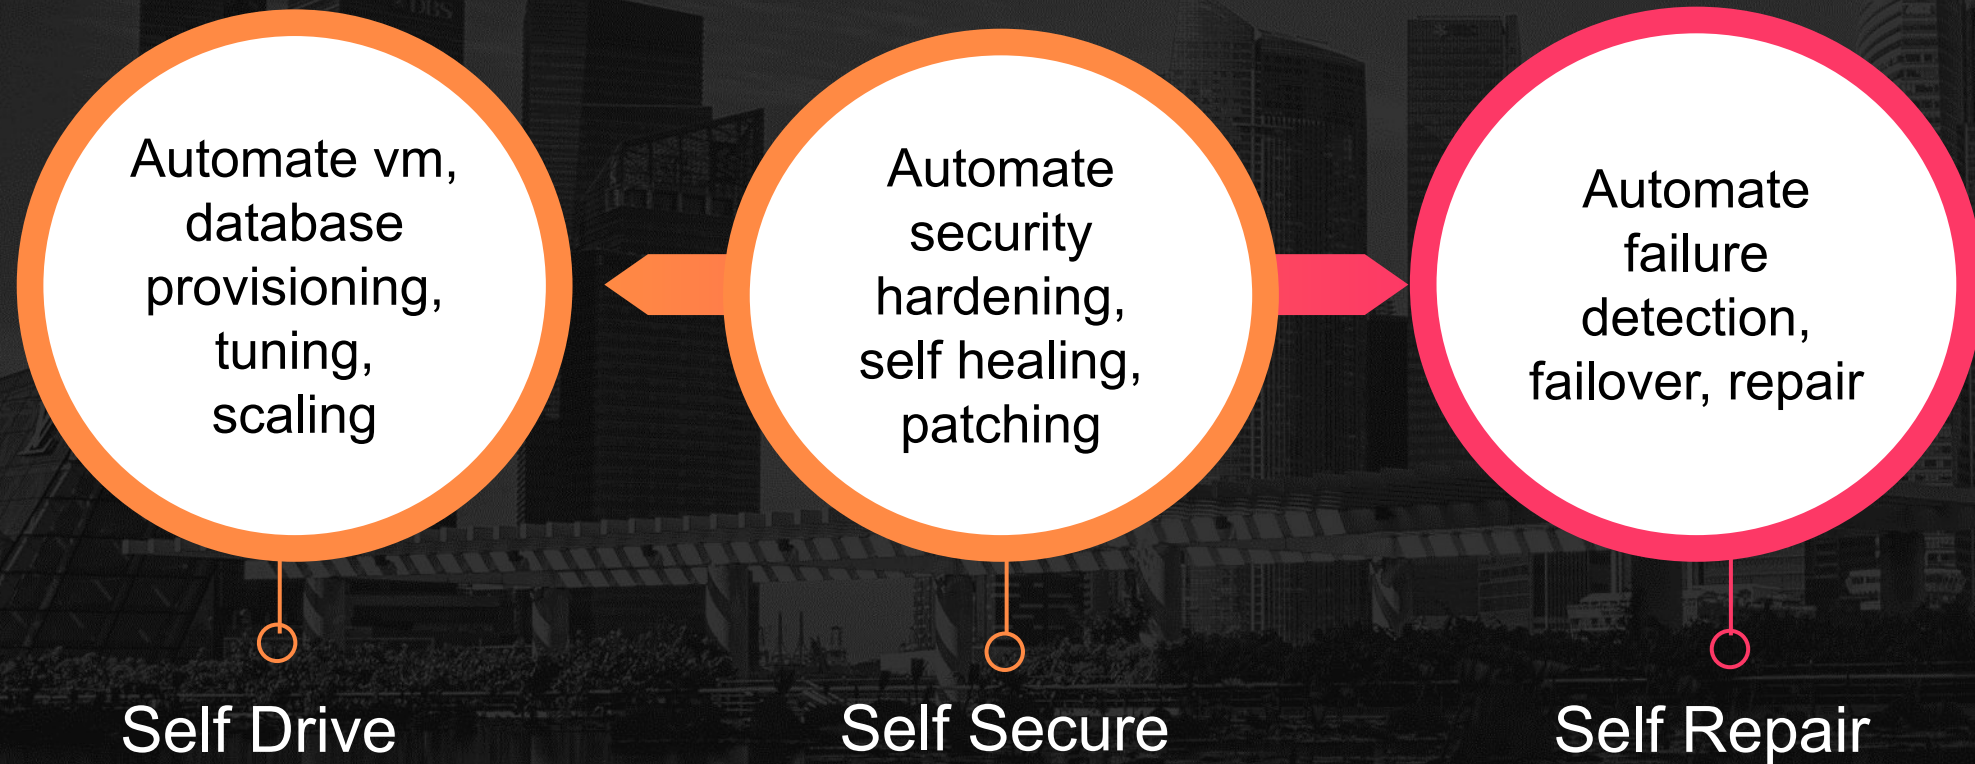 Automate vm,
database
provisioning,
tuning,
scaling
Automate
security
hardening,
self healing,
patching
Automate
failure
detection,
failover, repair
Self Drive
Self Secure
Self Repair
DBS